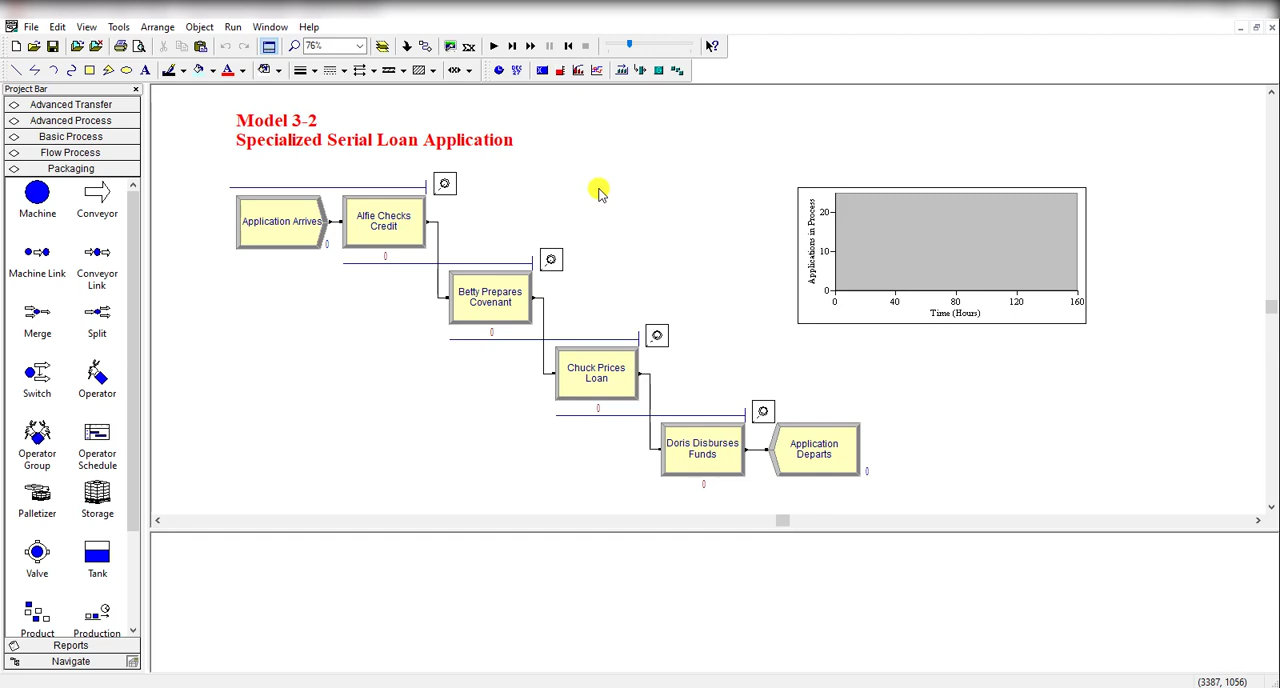 File Edit View Tools Arrange Object Run Window Help
76%
Project Bar
Advanced Transfer
Advanced Process
Basic Process
Flow Process
Packaging
Machine
Conveyor
Machine Link
Conveyor
Link
Merge
Split
Switch
Operator
Operator
Group
Operator
Schedule
Palletizer
Storage
Valve
Tank
Product
Production
Reports
Navigate
Model 3-2
Specialized Serial Loan Application
Application Arrives
0
Alfie Checks
Credit
0
Betty Prepares
Covenant
0
Chuck Prices
Loan
0
Doris Disburses
Funds
0
Application
Departs
0
Applications in Process
20
10
0
0 40 80 120 160
Time (Hours)
(3387, 1056)